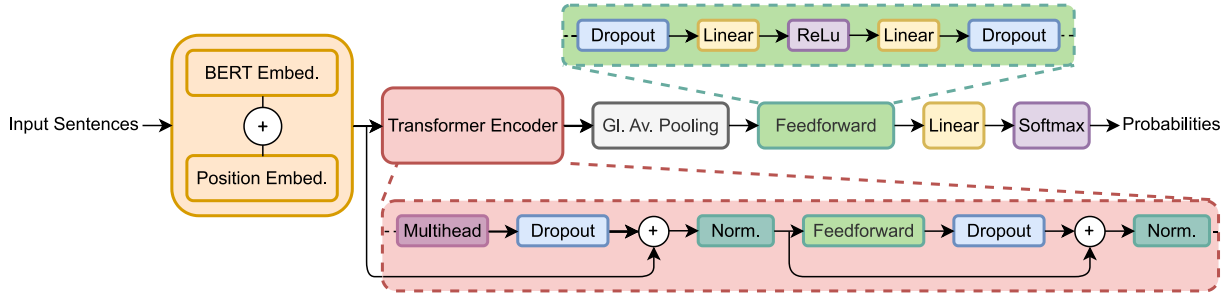 Dropout Linear ReLu Linear Dropout
BERT Embed.
+
Position Embed.
Input Sentences
Transformer Encoder
Gl. Av. Pooling
Feedforward
Linear
Softmax
Probabilities
Multihead Dropout + Norm. Feedforward Dropout + Norm.